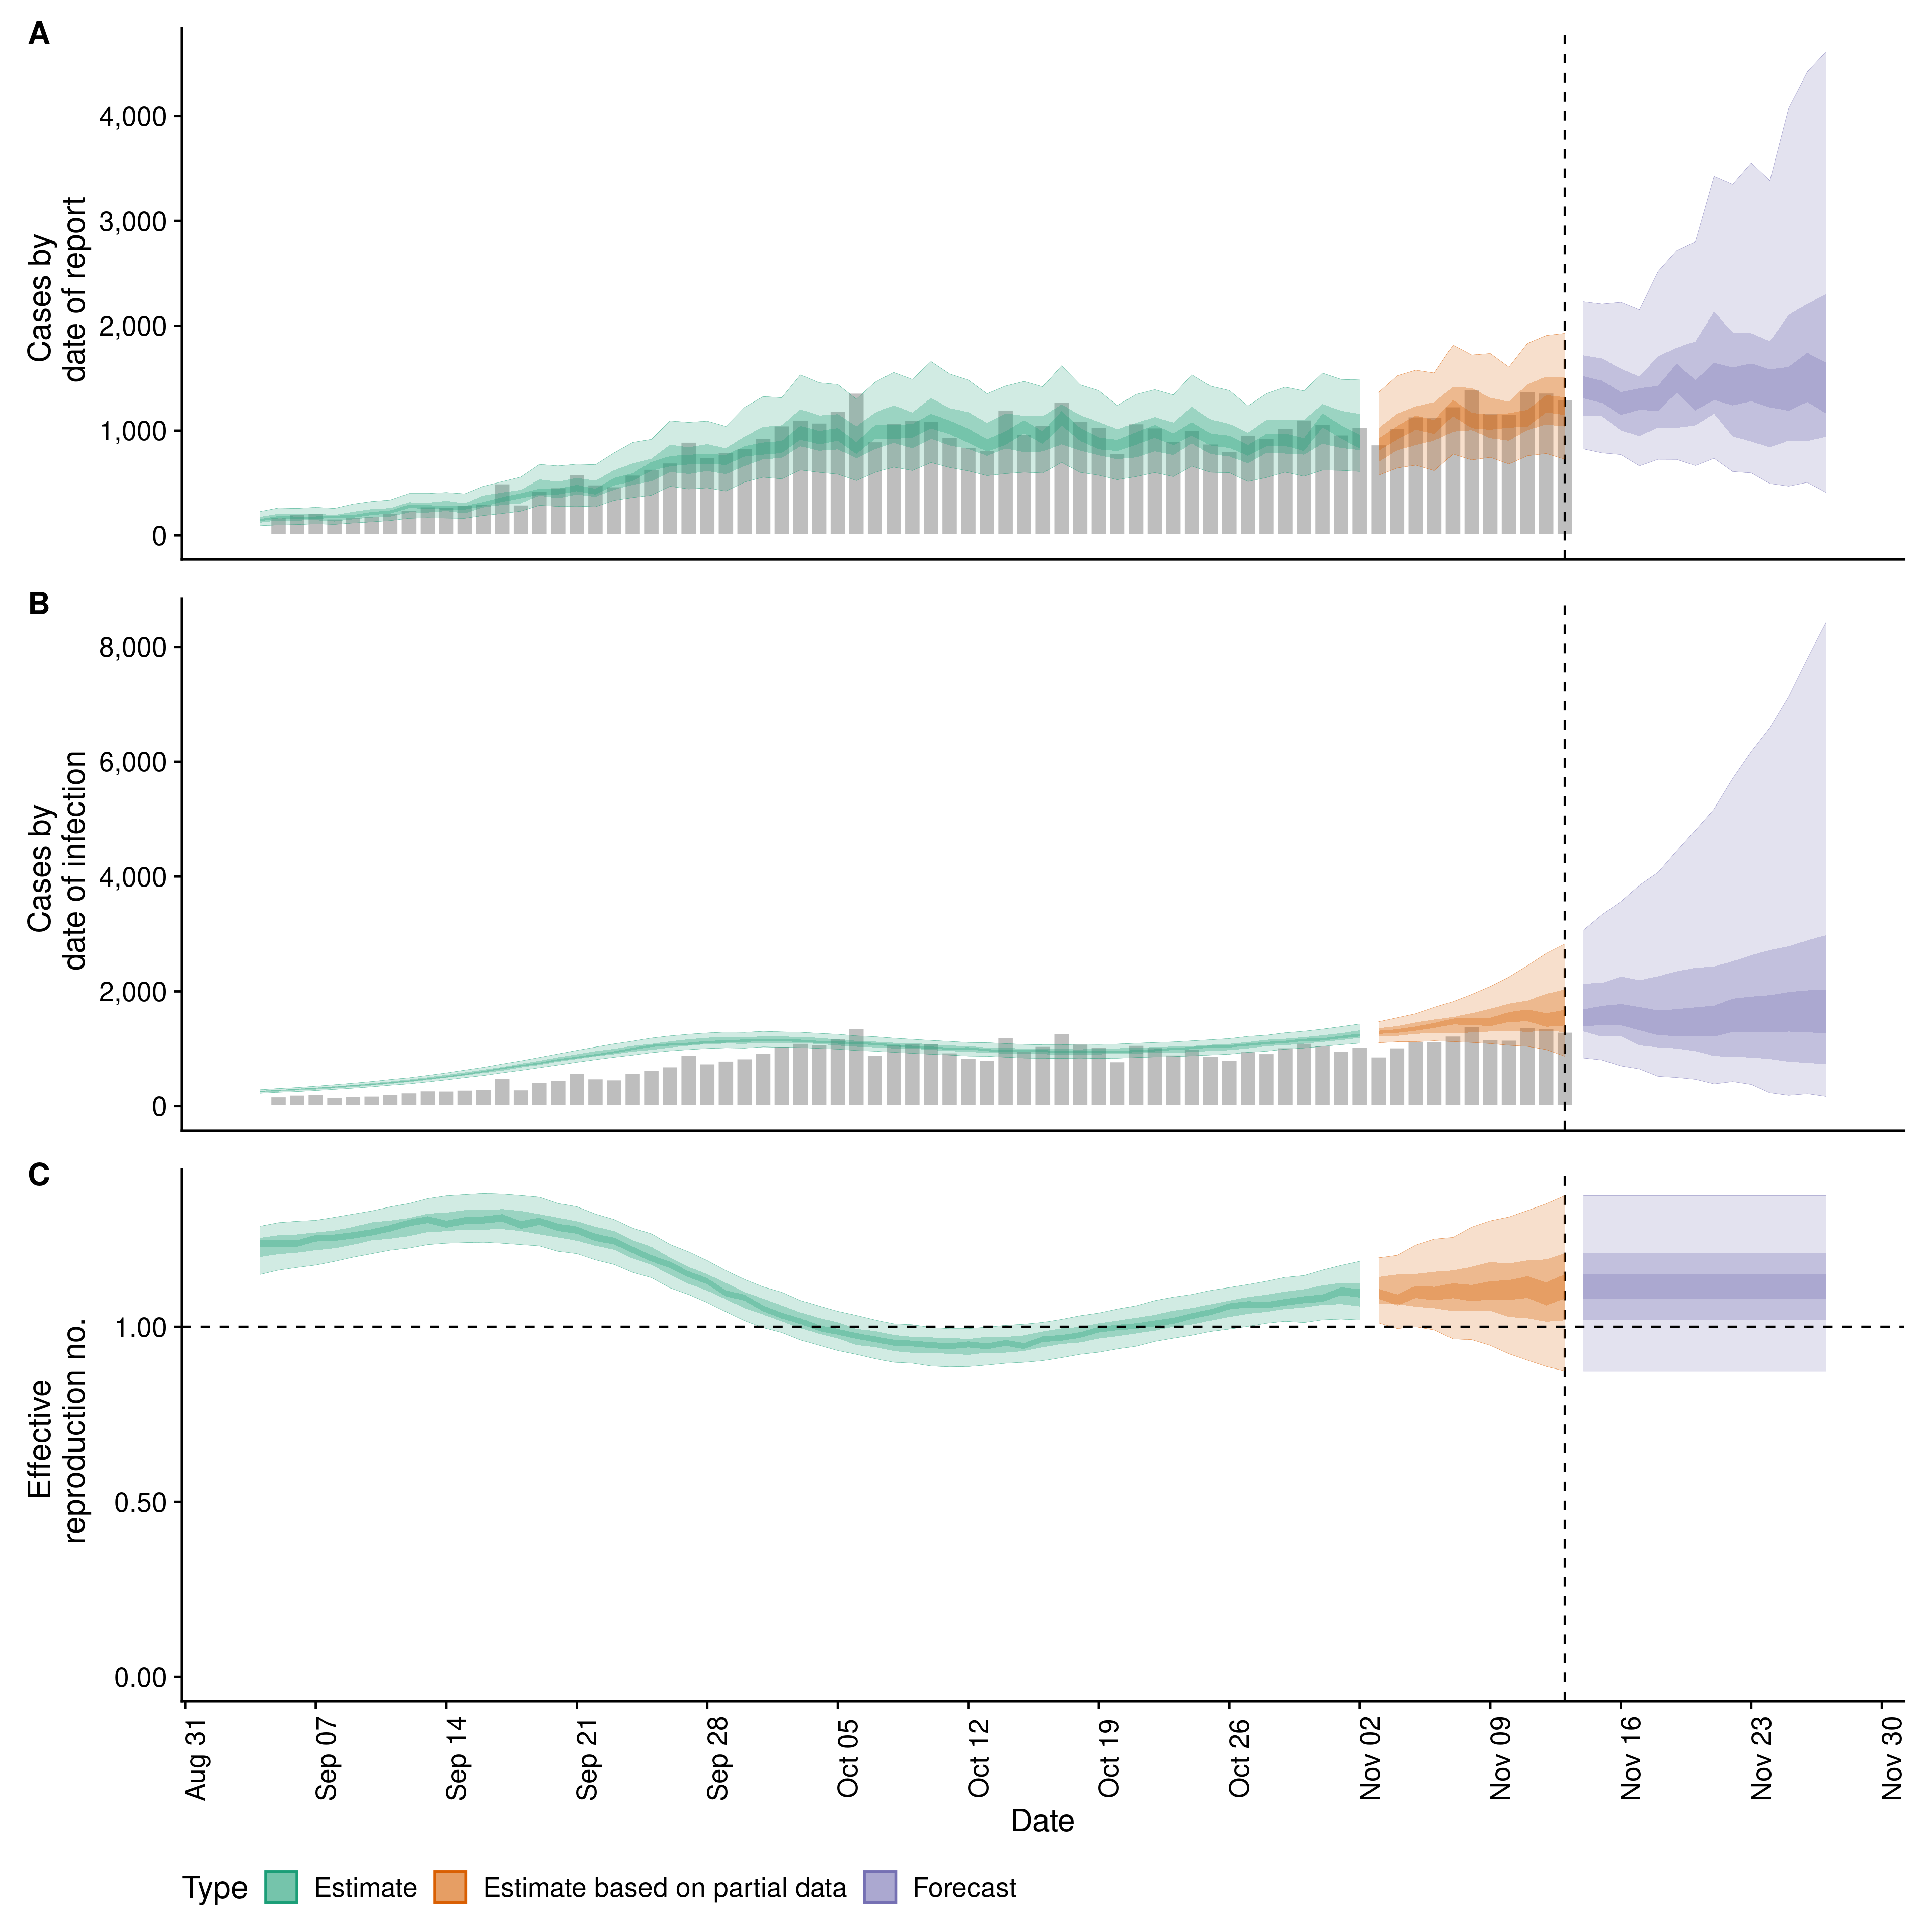 A
4,000
3,000
2,000
1,000
0
Cases by
date of report
B
8,000
6,000
4,000
2,000
0
Cases by
date of infection
C
1.00
0.50
0.00
Effective
reproduction no.
Aug 31
Sep 07
Sep 14
Sep 21
Sep 28
Oct 05
Oct 12
Oct 19
Oct 26
Nov 02
Nov 09
Nov 16
Nov 23
Nov 30
Date
Type Estimate Estimate based on partial data Forecast